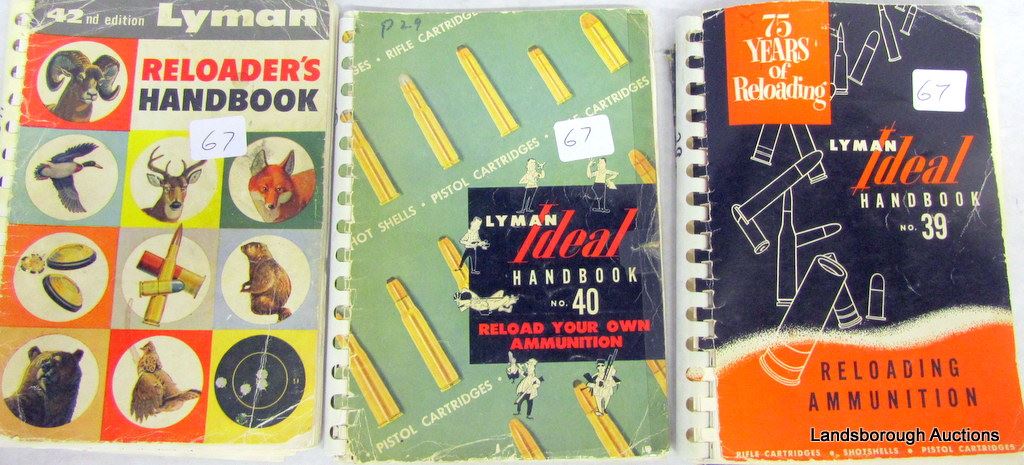 42nd edition Lyman
RELOADER'S
HANDBOOK
67
P29
RIFLE CARTRIDGES
PISTOL CARTRIDGES
CARTRIDGES
SHOT SHELLS • PISTOL CARTRIDGES
67
LYMAN
Ideal
HANDBOOK
NO. 40
RELOAD YOUR OWN
AMMUNITION
PISTOL CARTRIDGES
75
YEARS
of
Reloading
67
LYMAN
Ideal
HANDBOOK
NO. 39
RELOADING
AMMUNITION
RIFLE CARTRIDGES • SHOTSHELLS • PISTOL CARTRIDGES
Landsborough Auctions